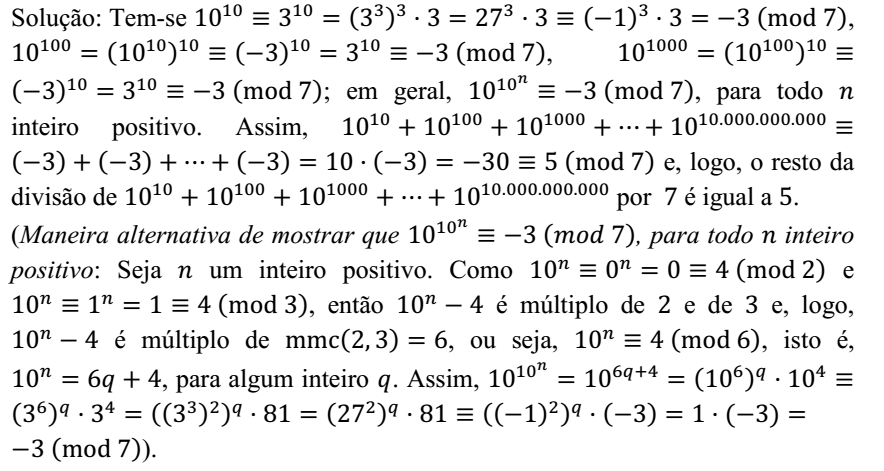 Solução: Tem-se 10^{10} ≡ 3^{10} = (3^3)^3 · 3 = 27^3 · 3 ≡ (−1)^3 · 3 = −3 (mod 7),
10^{100} = (10^{10})^{10} ≡ (−3)^{10} = 3^{10} ≡ −3 (mod 7), 10^{1000} = (10^{100})^{10} ≡
(−3)^{10} = 3^{10} ≡ −3 (mod 7); em geral, 10^{10^n} ≡ −3 (mod 7), para todo n
inteiro positivo. Assim, 10^{10} + 10^{100} + 10^{1000} + ⋯ + 10^{10.000.000.000} ≡
(−3) + (−3) + ⋯ + (−3) = 10 · (−3) = −30 ≡ 5 (mod 7) e, logo, o resto da
divisão de 10^{10} + 10^{100} + 10^{1000} + ⋯ + 10^{10.000.000.000} por 7 é igual a 5.
(Maneira alternativa de mostrar que 10^{10^n} ≡ −3 (mod 7), para todo n inteiro
positivo: Seja n um inteiro positivo. Como 10^n ≡ 0^n = 0 ≡ 4 (mod 2) e
10^n ≡ 1^n = 1 ≡ 4 (mod 3), então 10^n − 4 é múltiplo de 2 e de 3 e, logo,
10^n − 4 é múltiplo de mmc(2, 3) = 6, ou seja, 10^n ≡ 4 (mod 6), isto é,
10^n = 6q + 4, para algum inteiro q. Assim, 10^{10^n} = 10^{6q+4} = (10^6)^q · 10^4 ≡
(3^6)^q · 3^4 = ((3^3)^2)^q · 81 = (27^2)^q · 81 ≡ ((−1)^2)^q · (−3) = 1 · (−3) =
−3 (mod 7)).